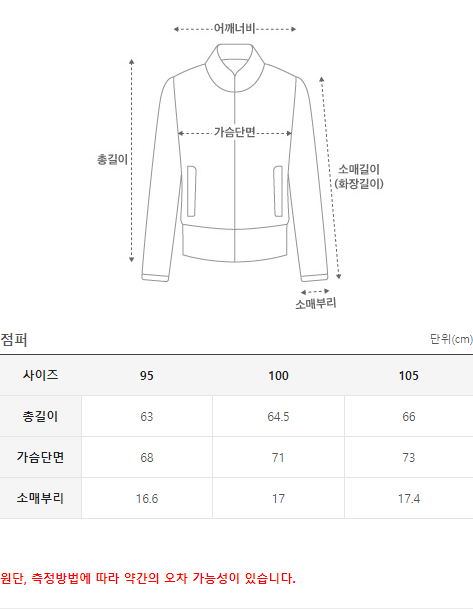 어깨너비
가슴단면
총길이
소매길이
(화장길이)
소매부리
점퍼 단위(cm)
사이즈 95 100 105
총길이 63 64.5 66
가슴단면 68 71 73
소매부리 16.6 17 17.4
원단, 측정방법에 따라 약간의 오차 가능성이 있습니다.